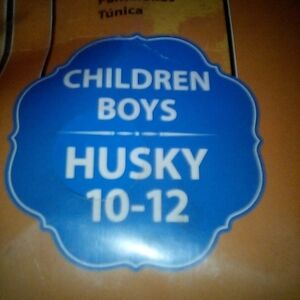 Túnica
CHILDREN
BOYS
HUSKY
10-12